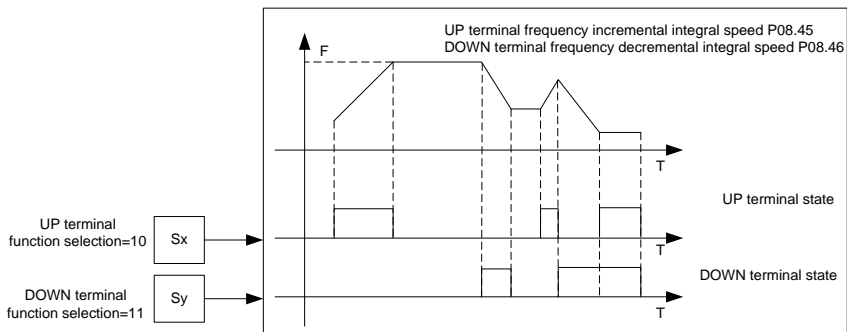 UP terminal frequency incremental integral speed P08.45
DOWN terminal frequency decremental integral speed P08.46
F
T
UP terminal state
UP terminal
function selection=10
Sx
T
DOWN terminal state
DOWN terminal
function selection=11
Sy
T